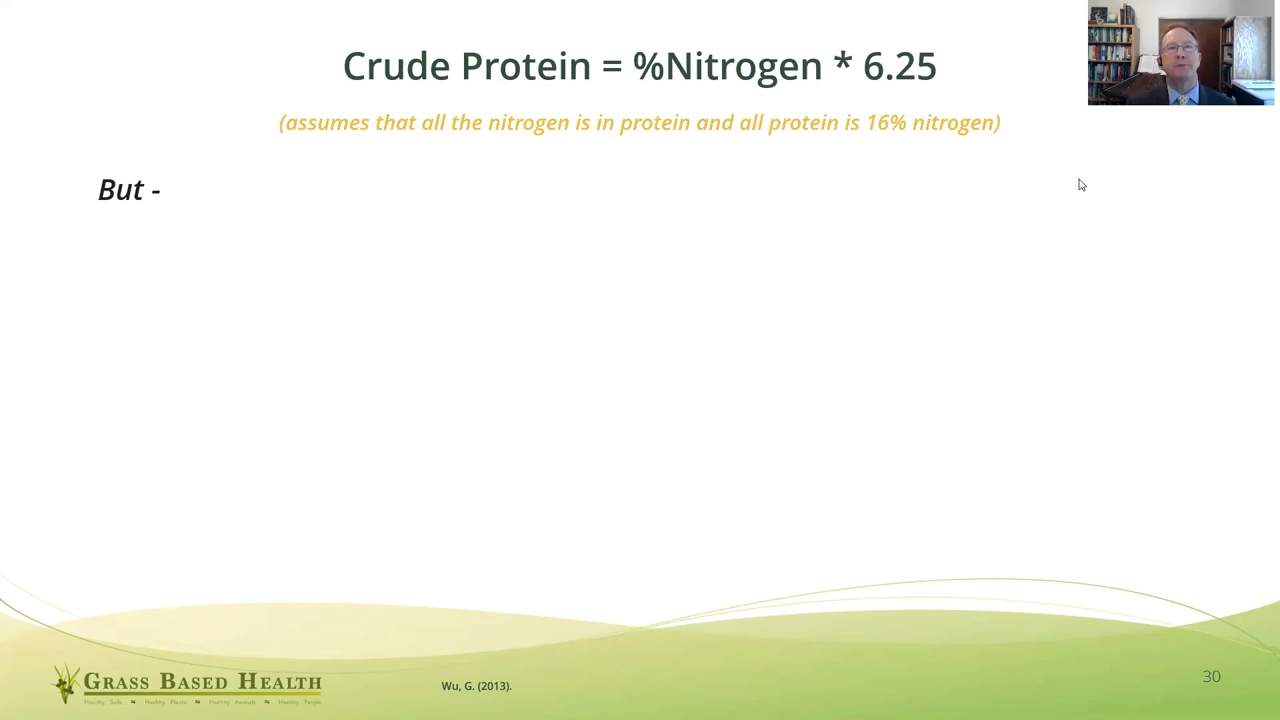 Crude Protein = %Nitrogen * 6.25
(assumes that all the nitrogen is in protein and all protein is 16% nitrogen)
But -
GRASS BASED HEALTH
Healthy Soils ~ Healthy Plants ~ Healthy Animals ~ Healthy People
Wu, G. (2013).
30